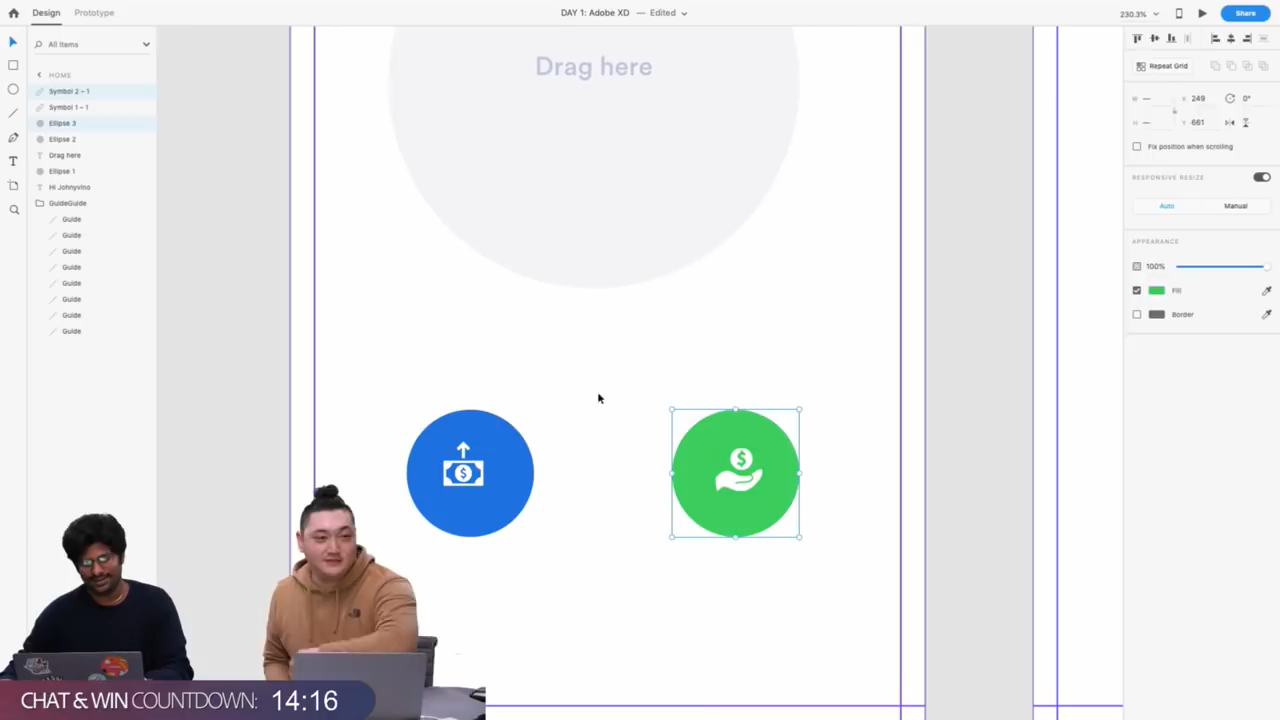 Design
Prototype
DAY 1: Adobe XD — Edited
230.3%
Share
All Items
HOME
Symbol 2 – 1
Symbol 1 – 1
Ellipse 3
Ellipse 2
Drag here
Ellipse 1
Hi Johnyvino
GuideGuide
Guide
Guide
Guide
Guide
Guide
Guide
Guide
Guide
Drag here
Repeat Grid
W — X 249 0°
H — Y 661
Fix position when scrolling
RESPONSIVE RESIZE
Auto
Manual
APPEARANCE
100%
Fill
Border
CHAT & WIN COUNTDOWN: 14:16